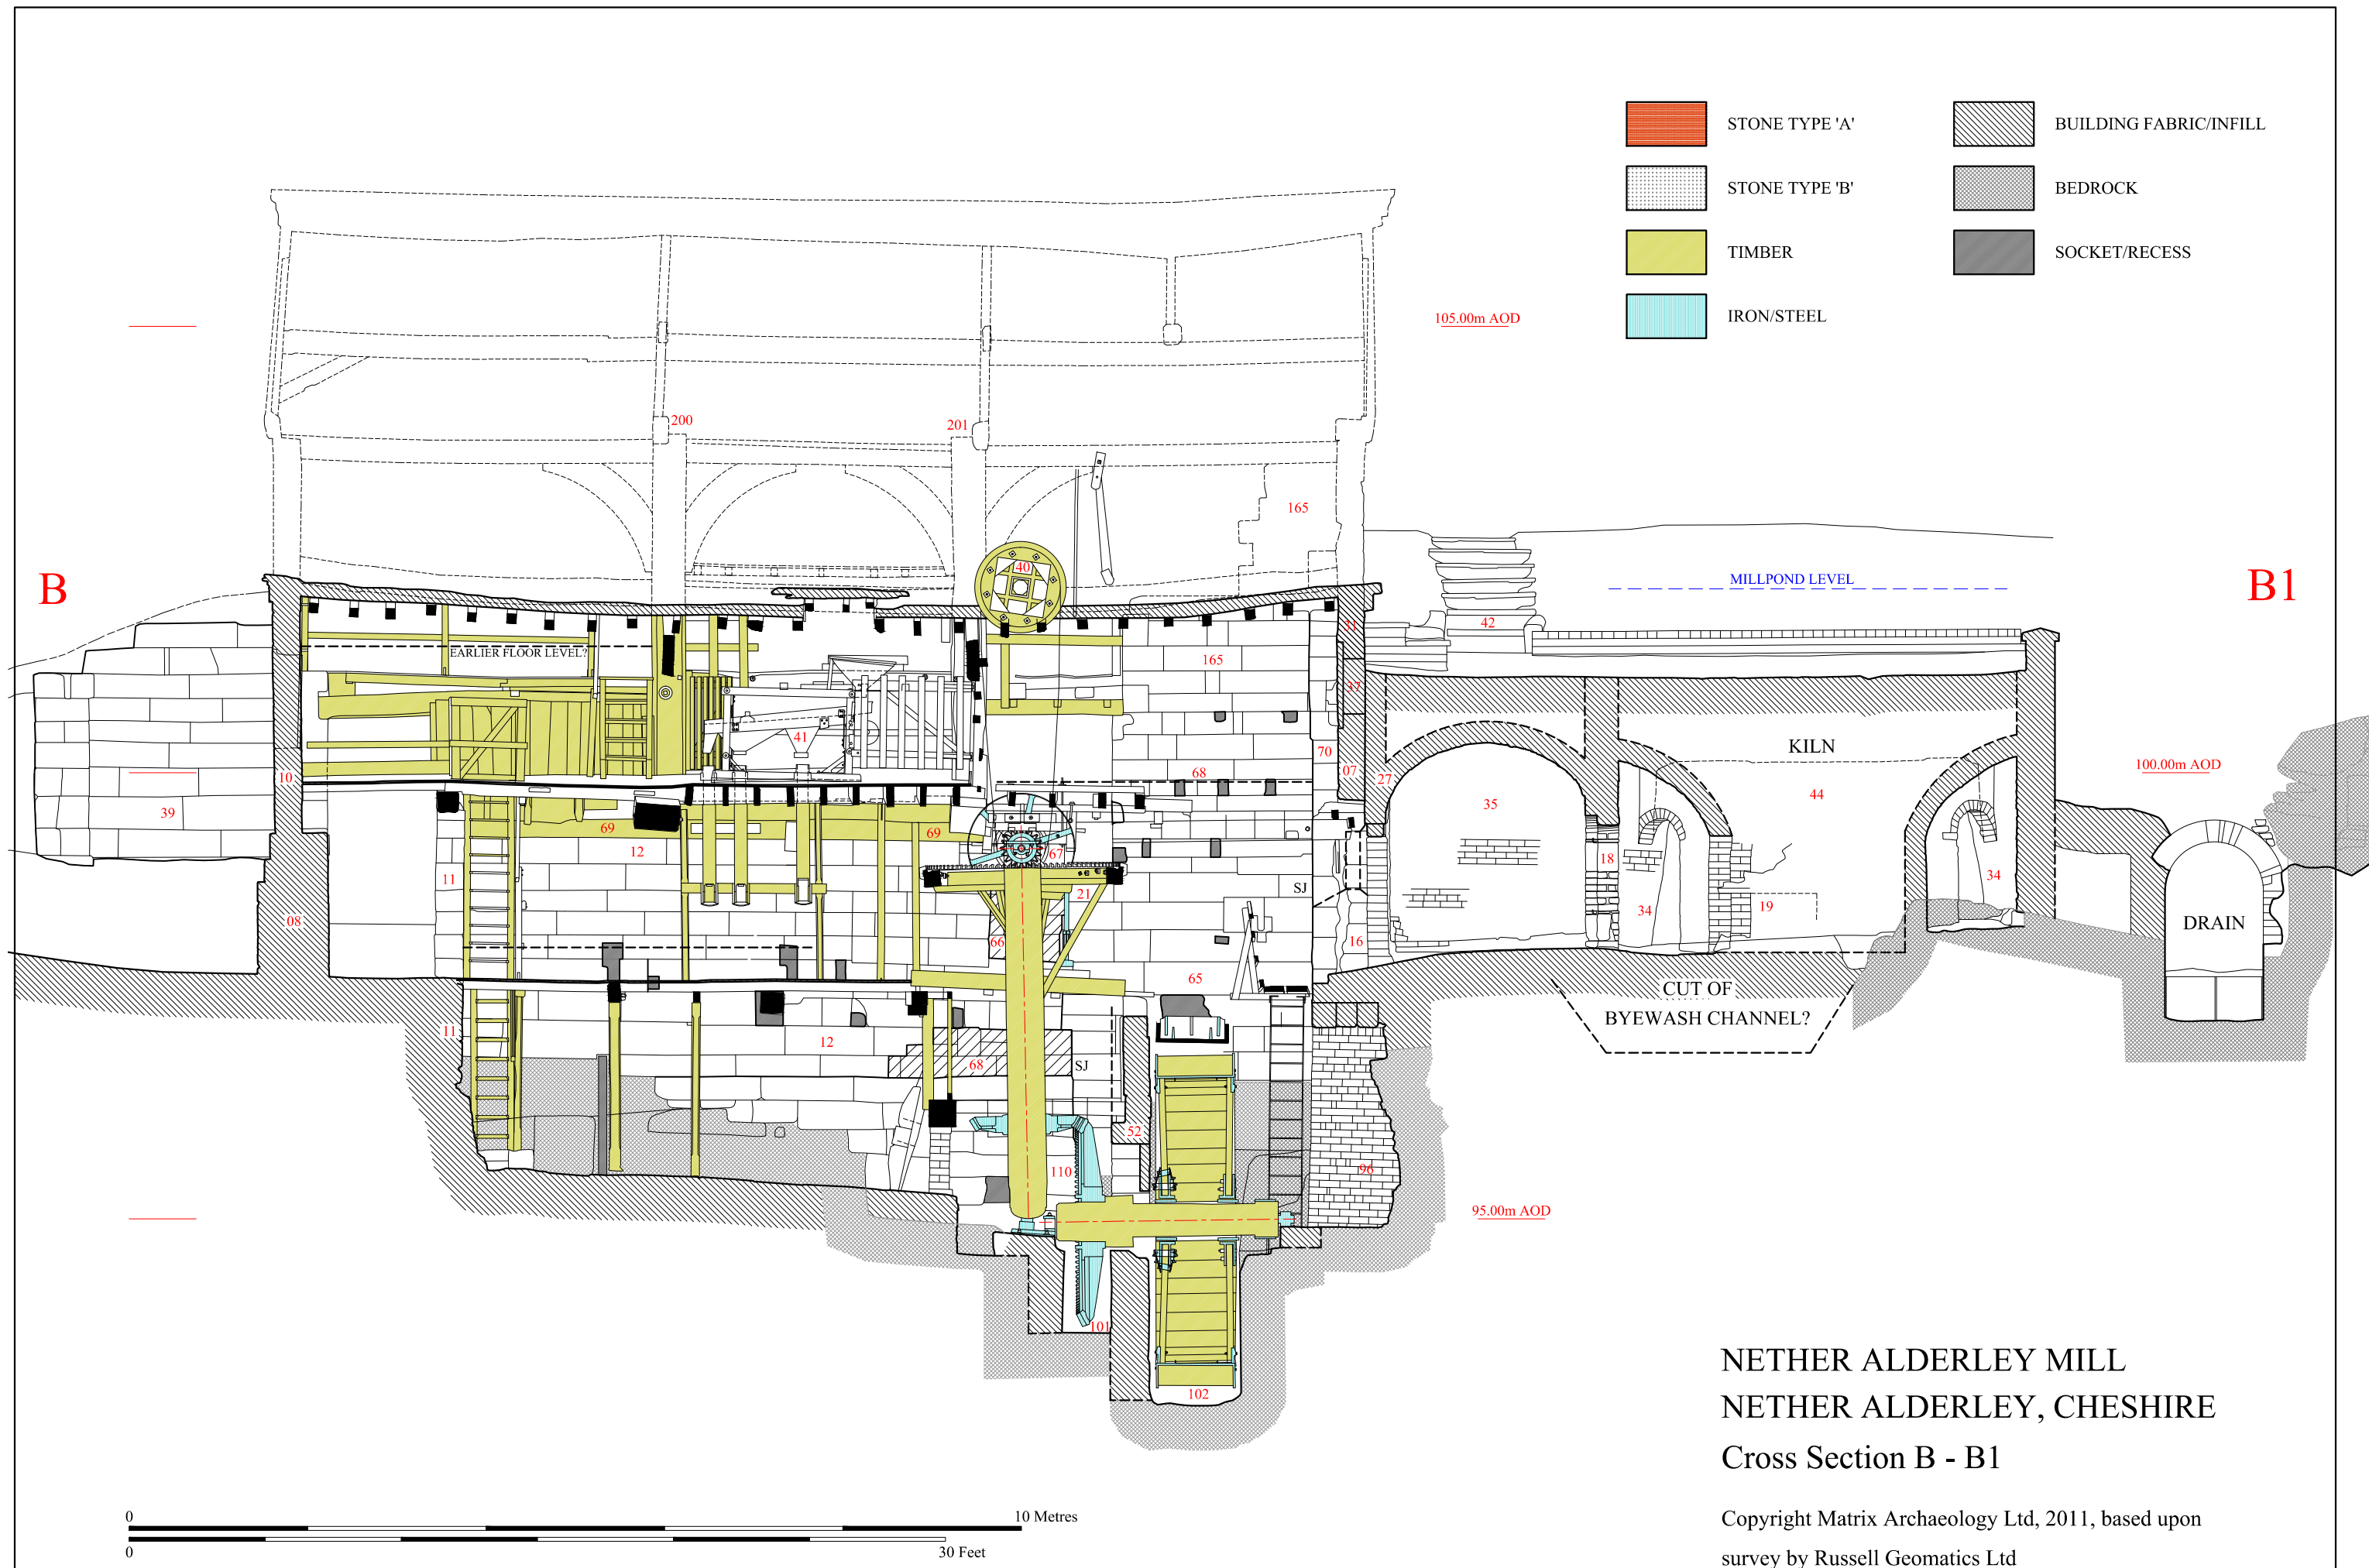 STONE TYPE 'A'
BUILDING FABRIC/INFILL
STONE TYPE 'B'
BEDROCK
TIMBER
SOCKET/RECESS
IRON/STEEL
105.00m AOD
200
201
165
40
B
MILLPOND LEVEL
B1
42
31
EARLIER FLOOR LEVEL?
165
37
41
70
KILN
68
07
27
100.00m AOD
10
39
35
44
69
69
12
67
18
11
21
SJ
34
34
19
08
DRAIN
66
16
65
CUT OF
BYEWASH CHANNEL?
11
12
68
SJ
52
110
96
95.00m AOD
101
102
NETHER ALDERLEY MILL
NETHER ALDERLEY, CHESHIRE
Cross Section B - B1
Copyright Matrix Archaeology Ltd, 2011, based upon
survey by Russell Geomatics Ltd
0
10 Metres
0
30 Feet